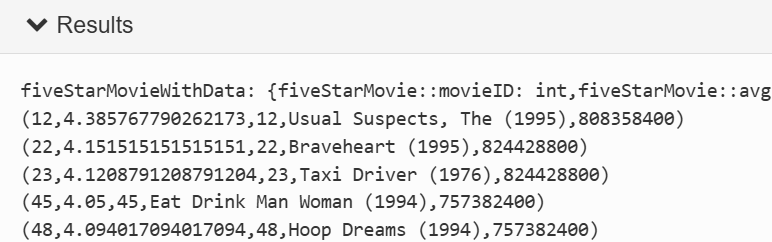 Results
fiveStarMovieWithData: {fiveStarMovie::movieID: int,fiveStarMovie::avg
(12,4.385767790262173,12,Usual Suspects, The (1995),808358400)
(22,4.151515151515151,22,Braveheart (1995),824428800)
(23,4.1208791208791204,23,Taxi Driver (1976),824428800)
(45,4.05,45,Eat Drink Man Woman (1994),757382400)
(48,4.094017094017094,48,Hoop Dreams (1994),757382400)